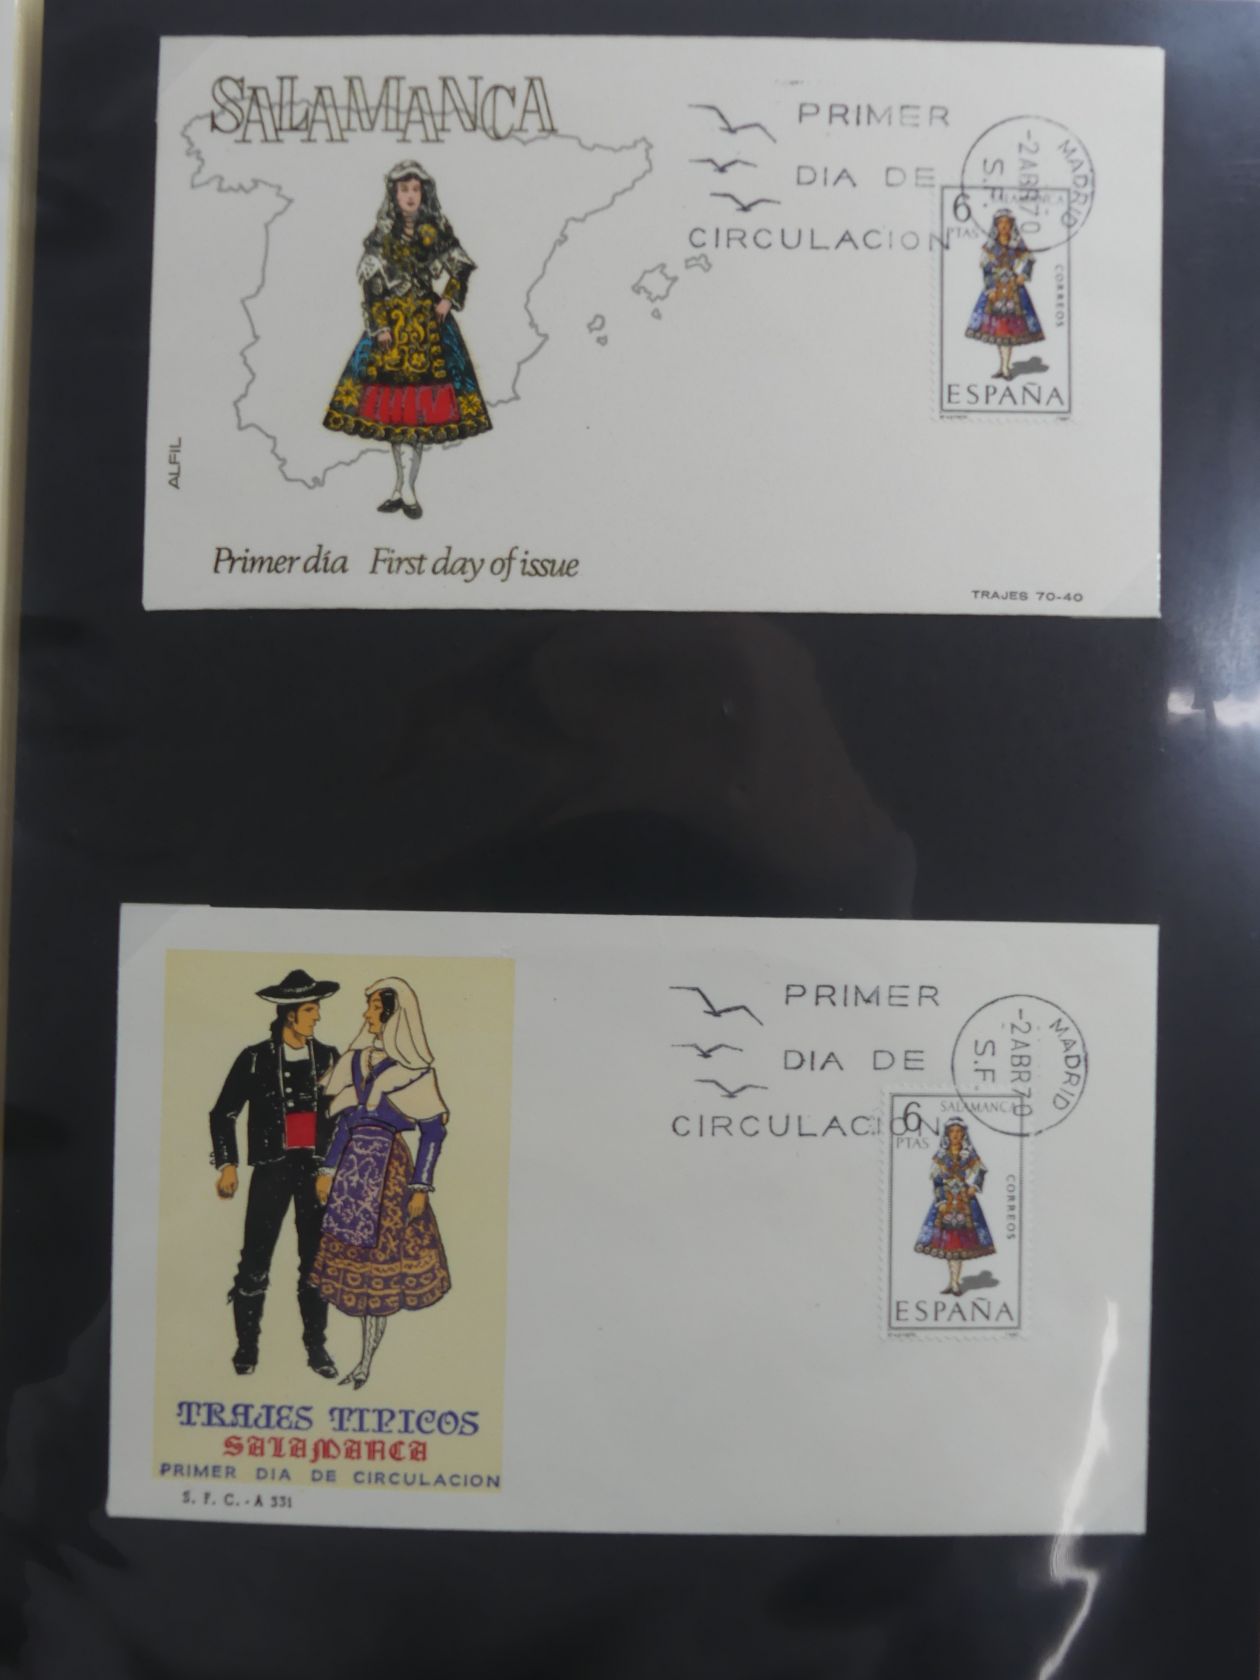 SALAMANCA
PRIMER
DIA DE
CIRCULACION
MADRID
-2ABR70
S.F.
6
PTAS
SALAMANCA
CORREOS
ESPAÑA
ALFIL
Primer día First day of issue
TRAJES 70-40
PRIMER
DIA DE
CIRCULACION
MADRID
-2ABR70
S.F.
6
PTAS
SALAMANCA
CORREOS
ESPAÑA
TRAJES TIPICOS
SALAMANCA
PRIMER DIA DE CIRCULACION
S. F. C. - A 331